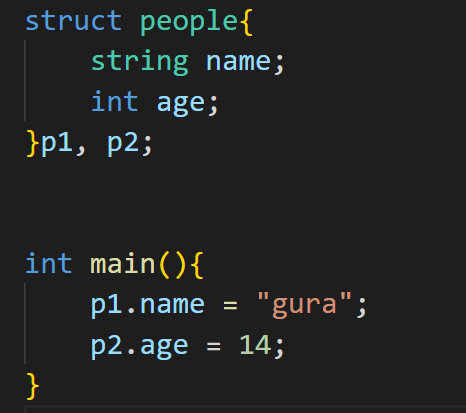 struct people{
    string name;
    int age;
}p1, p2;
int main(){
    p1.name = "gura";
    p2.age = 14;
}